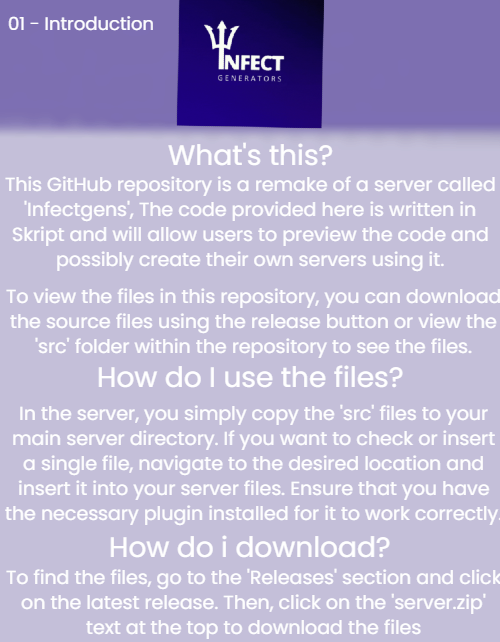 01 - Introduction
INFECT
GENERATORS
What's this?
This GitHub repository is a remake of a server called
'Infectgens', The code provided here is written in
Skript and will allow users to preview the code and
possibly create their own servers using it.
To view the files in this repository, you can download
the source files using the release button or view the
'src' folder within the repository to see the files.
How do I use the files?
In the server, you simply copy the 'src' files to your
main server directory. If you want to check or insert
a single file, navigate to the desired location and
insert it into your server files. Ensure that you have
the necessary plugin installed for it to work correctly.
How do i download?
To find the files, go to the 'Releases' section and click
on the latest release. Then, click on the 'server.zip'
text at the top to download the files